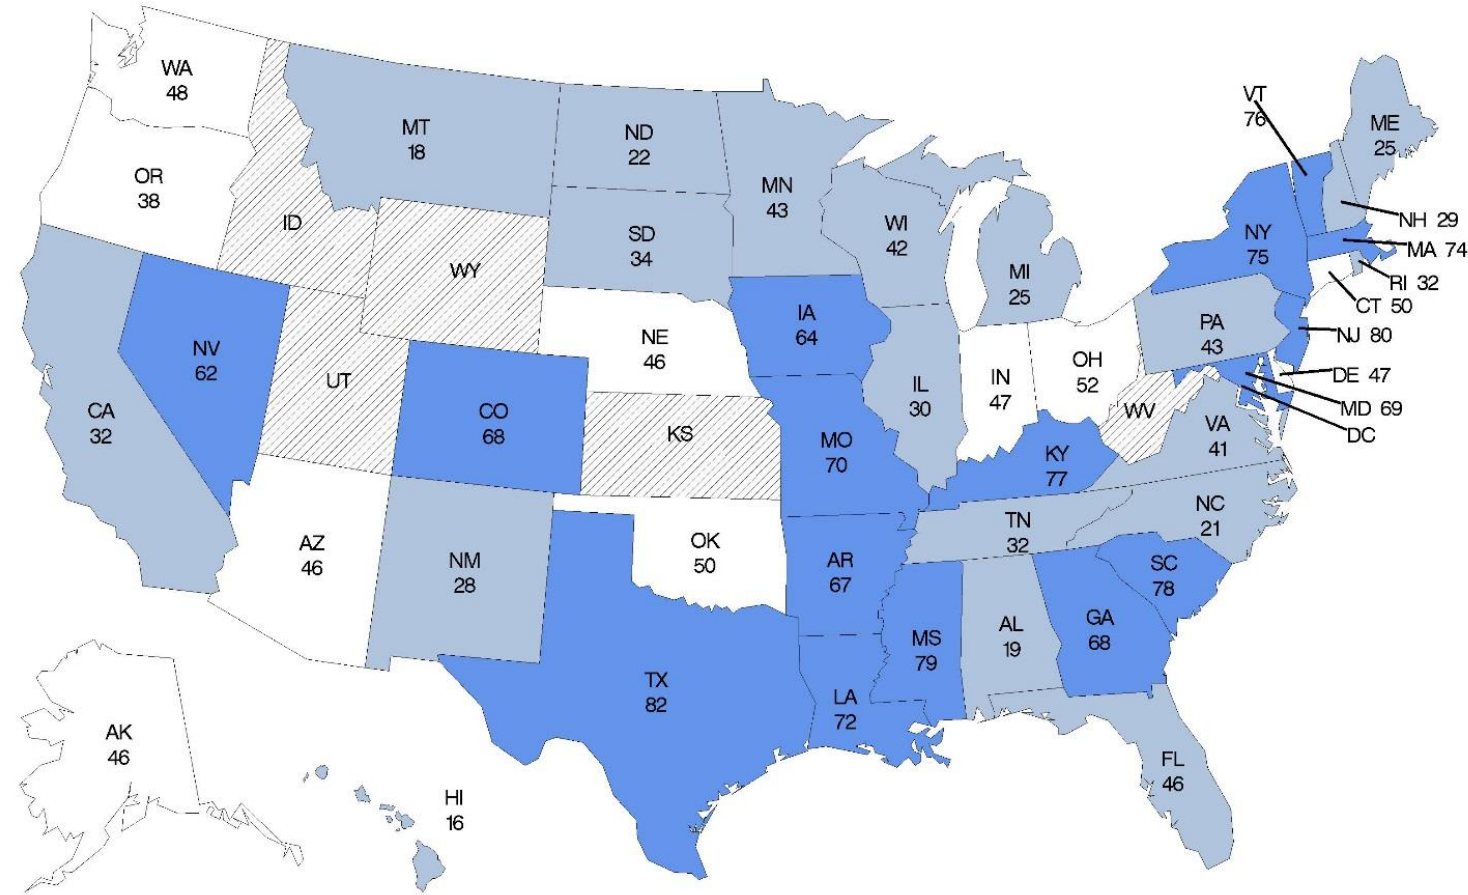 WA
48
OR
38
CA
32
NV
62
ID
MT
18
WY
UT
CO
68
AZ
46
NM
28
ND
22
SD
34
NE
46
KS
OK
50
TX
82
MN
43
IA
64
MO
70
AR
67
LA
72
WI
42
IL
30
MI
25
IN
47
OH
52
KY
77
TN
32
MS
79
AL
19
GA
68
FL
46
SC
78
NC
21
VA
41
WV
PA
43
NY
75
VT
76
ME
25
NH 29
MA 74
RI 32
CT 50
NJ 80
DE 47
MD 69
DC
AK
46
HI
16